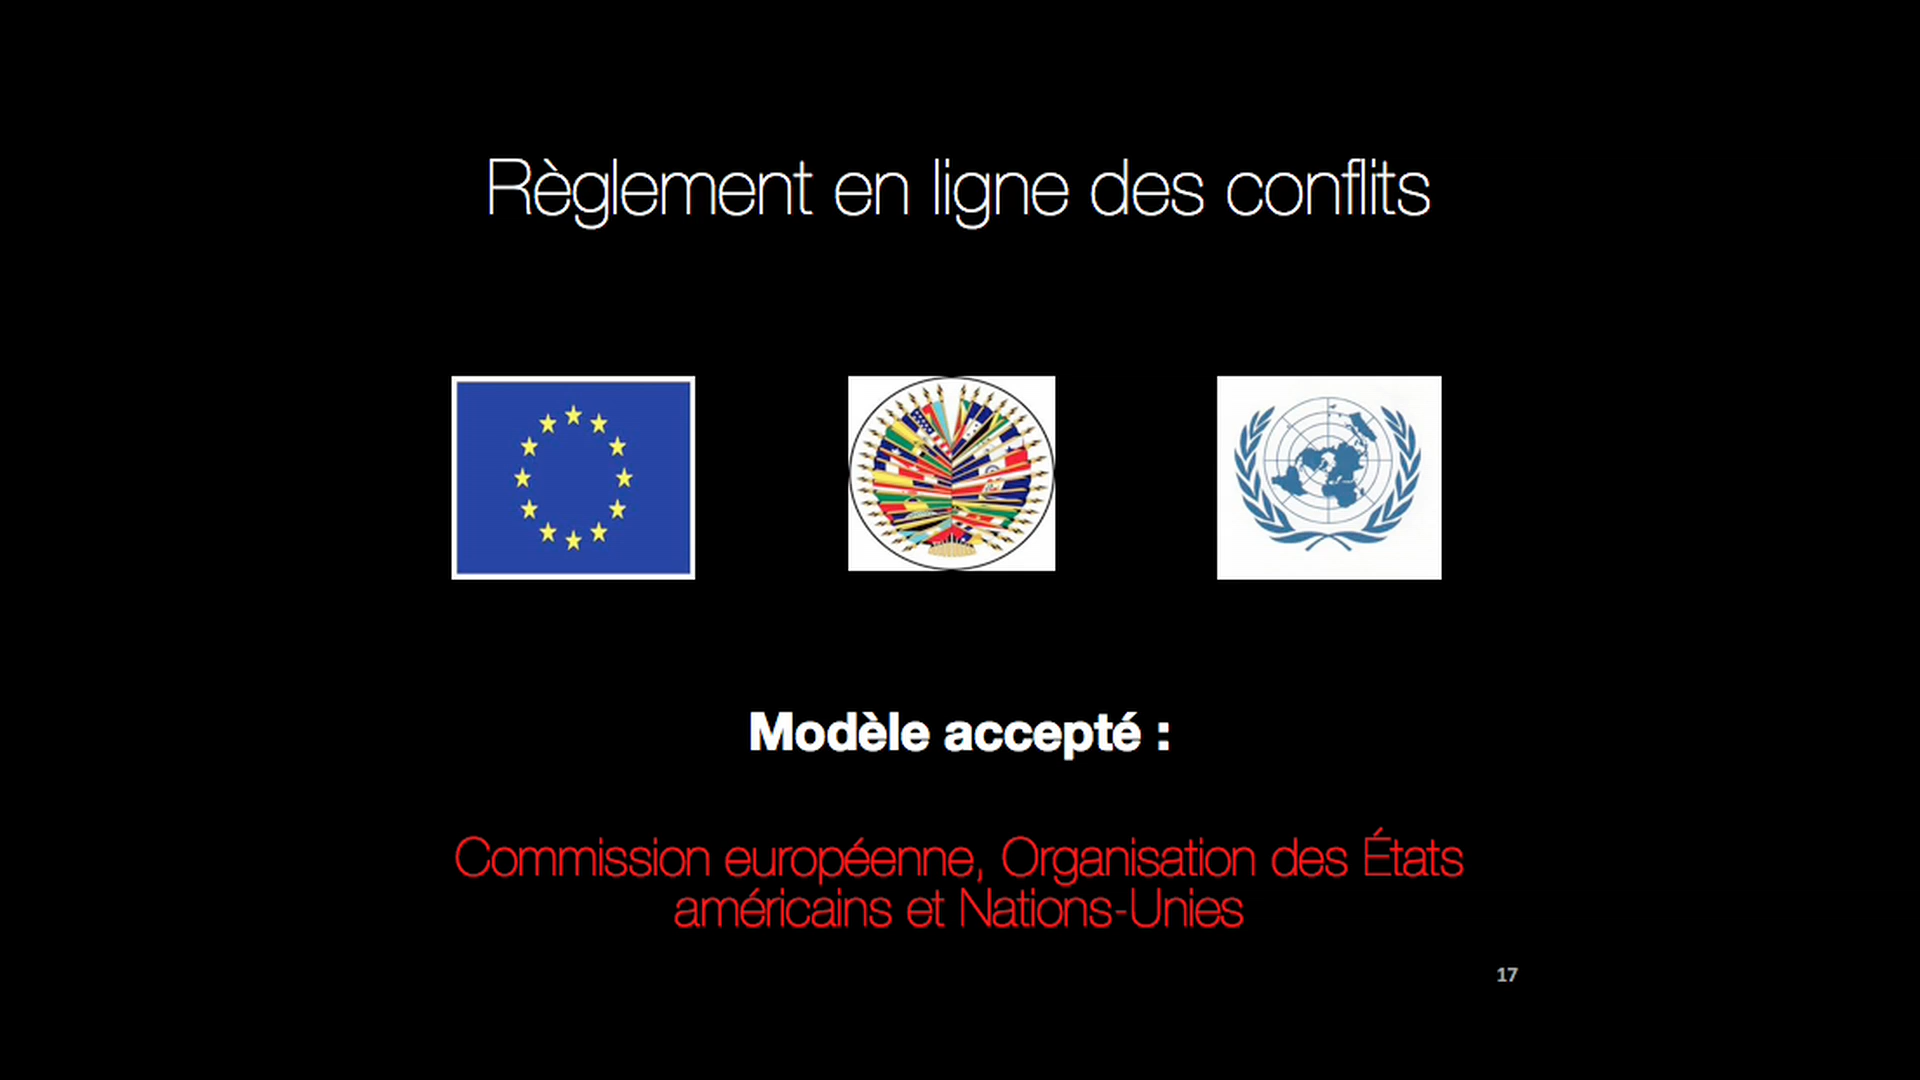 Règlement en ligne des conflits
Modèle accepté :
Commission européenne, Organisation des États
américains et Nations-Unies
17